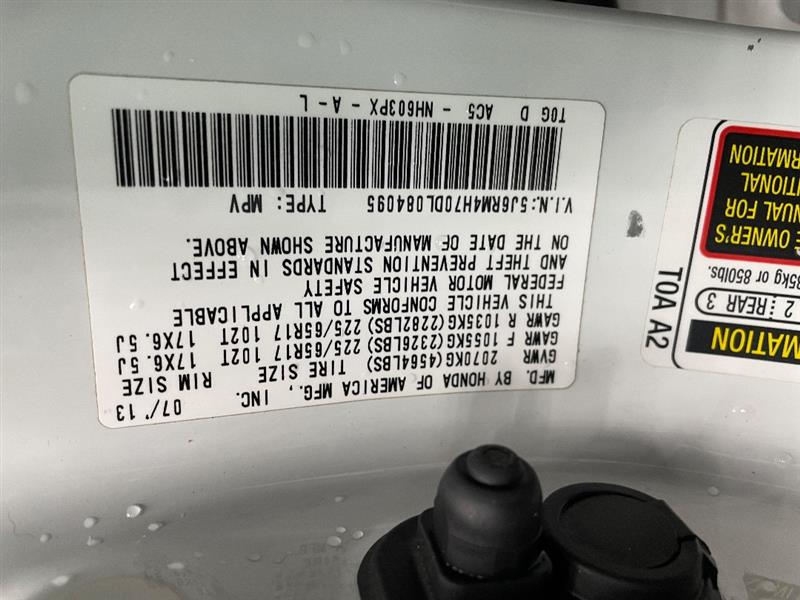 MFD. BY HONDA OF AMERICA MFG., INC. 07/'13
GVWR 2070KG(4564LBS) TIRE SIZE RIM SIZE
GAWR F 1055KG(2326LBS) 225/65R17 102T 17X6.5J
GAWR R 1035KG(2282LBS) 225/65R17 102T 17X6.5J
THIS VEHICLE CONFORMS TO ALL APPLICABLE
FEDERAL MOTOR VEHICLE SAFETY
AND THEFT PREVENTION STANDARDS IN EFFECT
ON THE DATE OF MANUFACTURE SHOWN ABOVE.
V.I.N:5J6RM4H70DL084095 TYPE: MPV
T0G D AC5 - NH603PX - A - L
MATION
2 REAR 3
85kg or 850lbs.
OWNER'S
NUAL FOR
ITIONAL
RMATION
T0A A2